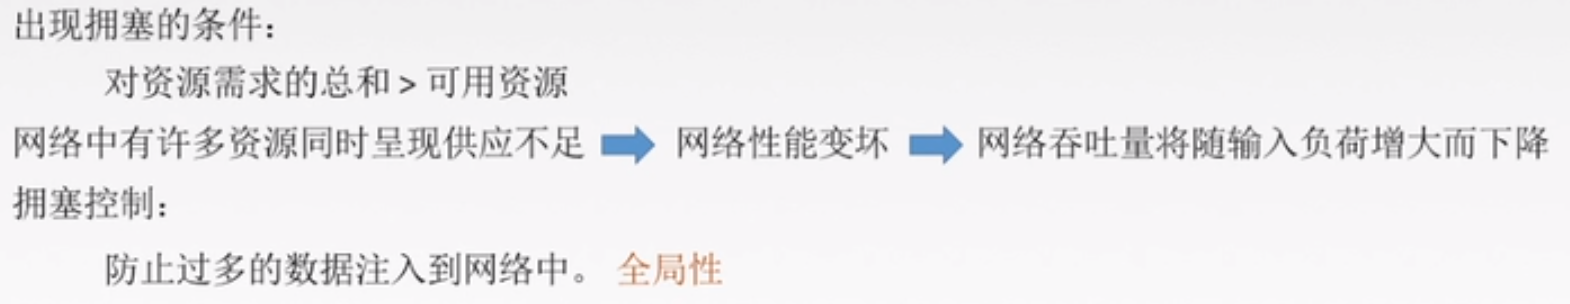 出现拥塞的条件：
对资源需求的总和 > 可用资源
网络中有许多资源同时呈现供应不足 网络性能变坏 网络吞吐量将随输入负荷增大而下降
拥塞控制：
防止过多的数据注入到网络中。 全局性